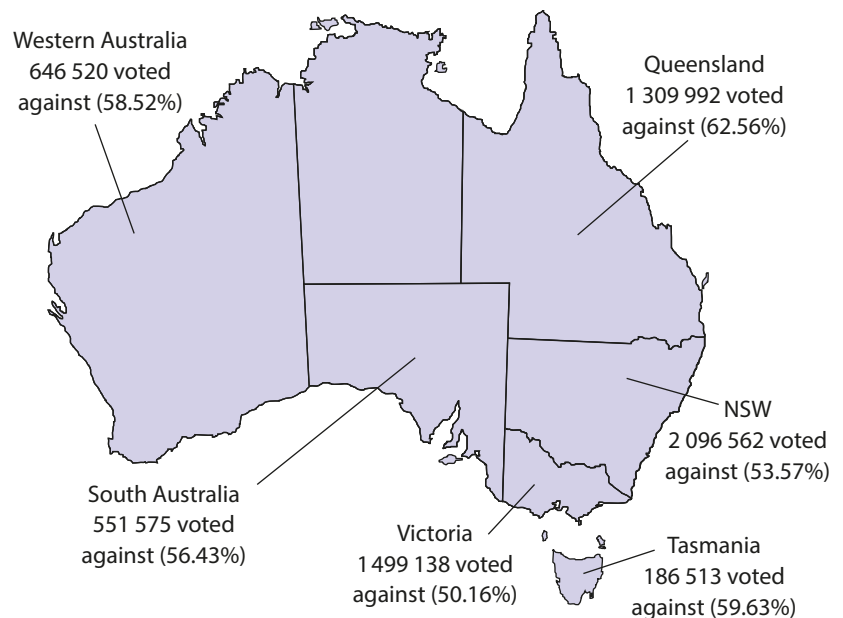 Western Australia
646 520 voted
against (58.52%)
Queensland
1 309 992 voted
against (62.56%)
NSW
2 096 562 voted
against (53.57%)
South Australia
551 575 voted
against (56.43%)
Victoria
1 499 138 voted
against (50.16%)
Tasmania
186 513 voted
against (59.63%)